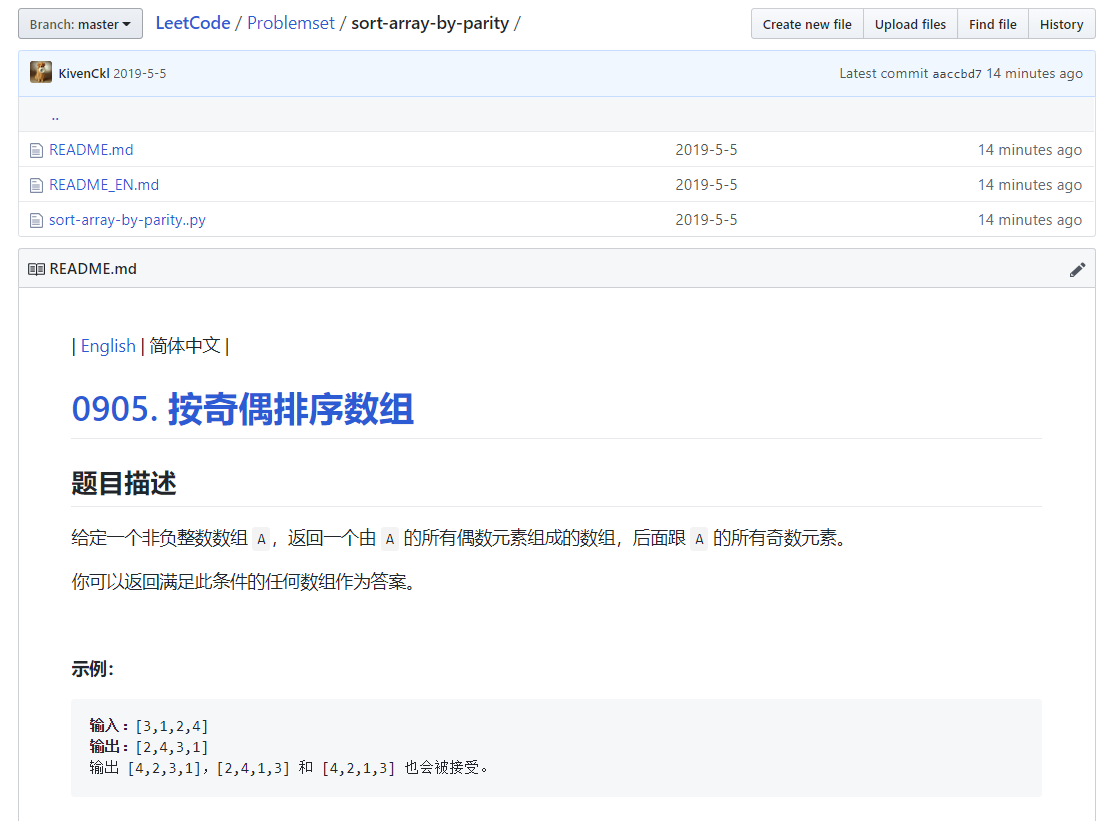 Branch: master LeetCode / Problemset / sort-array-by-parity / Create new file Upload files Find file History
KivenCkl 2019-5-5 Latest commit aaccbd7 14 minutes ago
..
README.md 2019-5-5 14 minutes ago
README_EN.md 2019-5-5 14 minutes ago
sort-array-by-parity..py 2019-5-5 14 minutes ago
README.md
| English | 简体中文 |
0905. 按奇偶排序数组
题目描述
给定一个非负整数数组 A，返回一个由 A 的所有偶数元素组成的数组，后面跟 A 的所有奇数元素。
你可以返回满足此条件的任何数组作为答案。
示例：
输入：[3,1,2,4]
输出：[2,4,3,1]
输出 [4,2,3,1]，[2,4,1,3] 和 [4,2,1,3] 也会被接受。